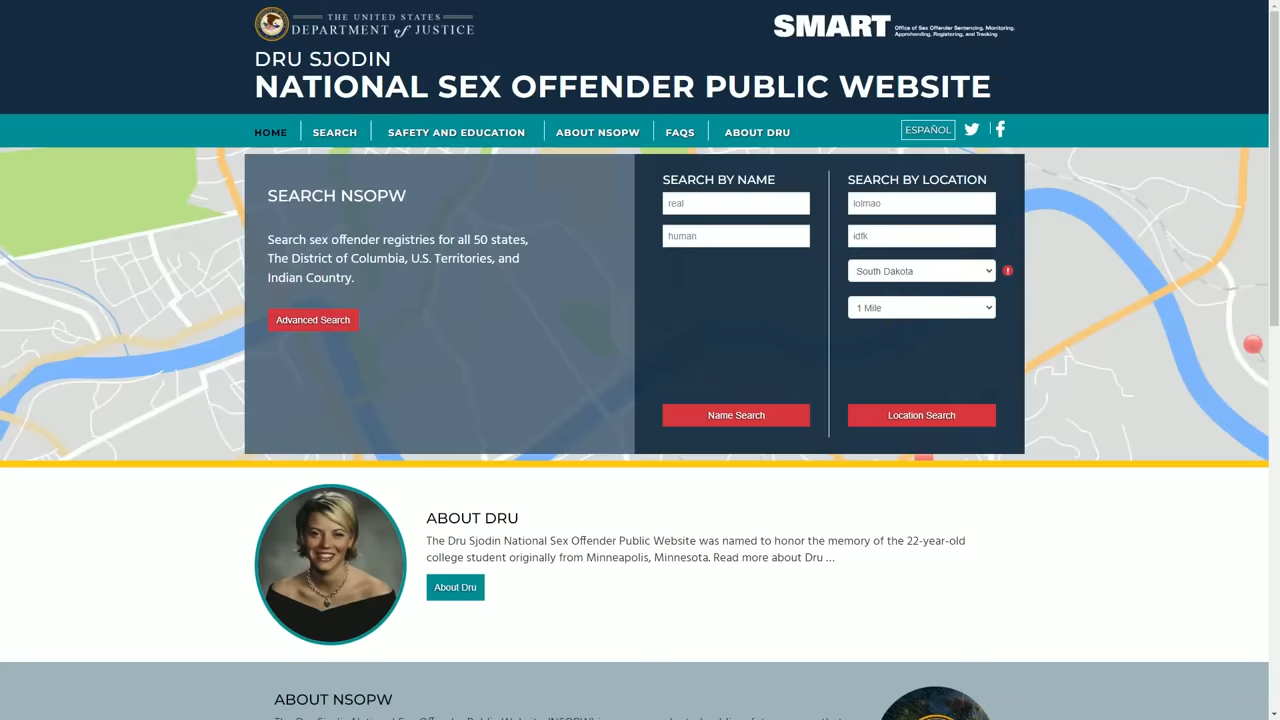 THE UNITED STATES
DEPARTMENT of JUSTICE
SMART
Office of Sex Offender Sentencing, Monitoring,
Apprehending, Registering, and Tracking
DRU SJODIN
NATIONAL SEX OFFENDER PUBLIC WEBSITE
HOME
SEARCH
SAFETY AND EDUCATION
ABOUT NSOPW
FAQS
ABOUT DRU
ESPAÑOL
SEARCH NSOPW
Search sex offender registries for all 50 states,
The District of Columbia, U.S. Territories, and
Indian Country.
Advanced Search
SEARCH BY NAME
real
human
Name Search
SEARCH BY LOCATION
lolmao
idfk
South Dakota
1 Mile
Location Search
ABOUT DRU
The Dru Sjodin National Sex Offender Public Website was named to honor the memory of the 22-year-old
college student originally from Minneapolis, Minnesota. Read more about Dru ...
About Dru
ABOUT NSOPW